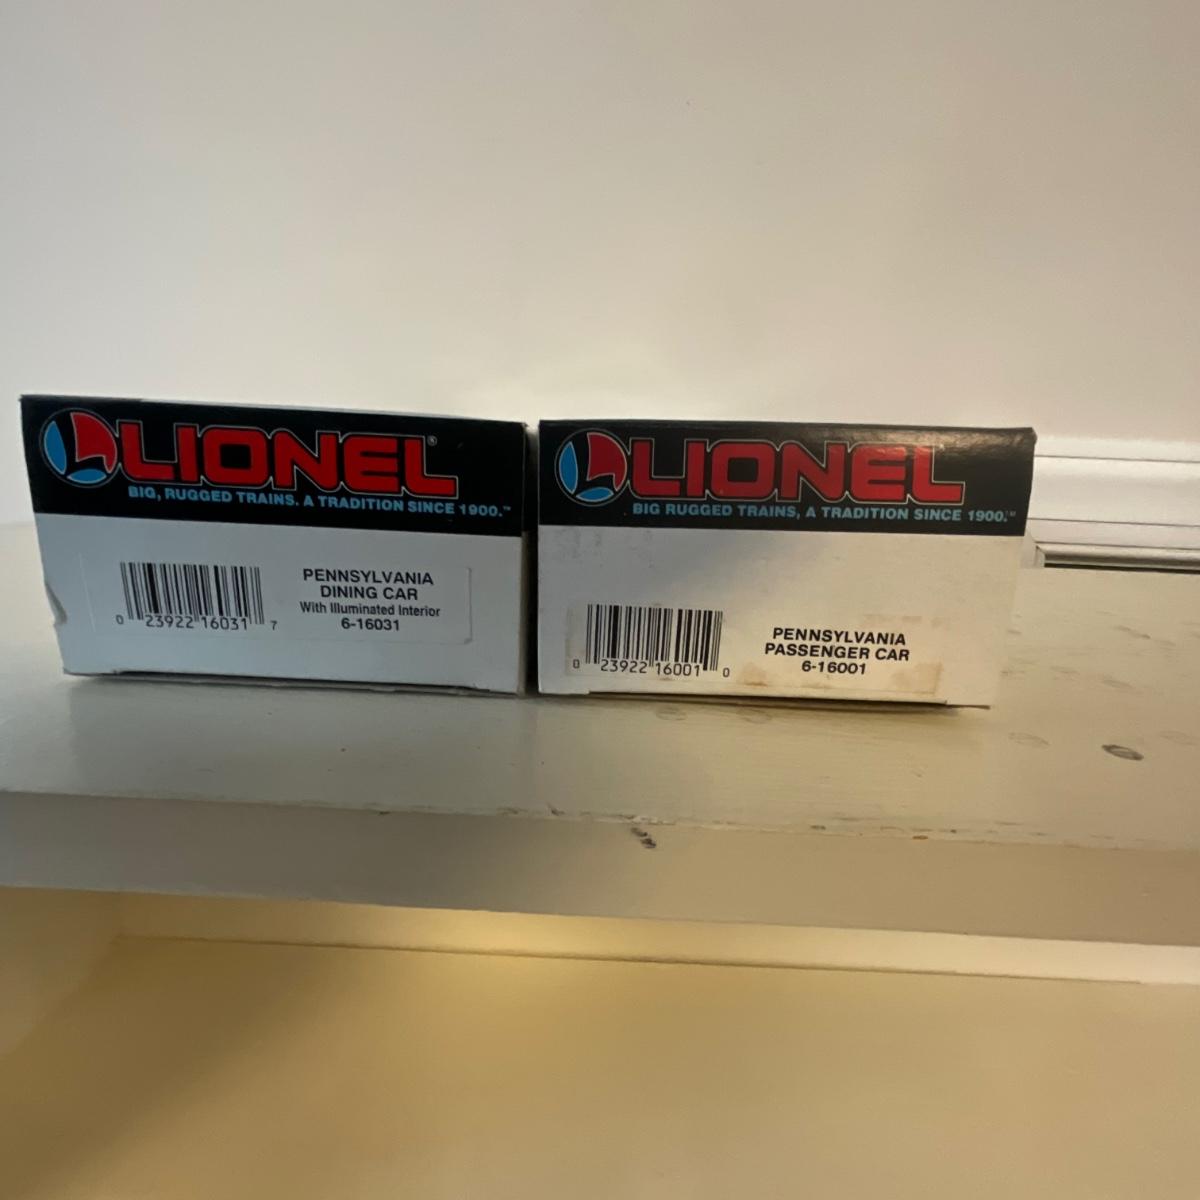 LIONEL®
BIG, RUGGED TRAINS. A TRADITION SINCE 1900.™
PENNSYLVANIA
DINING CAR
With Illuminated Interior
6-16031
0 23922 16031 7
LIONEL
BIG RUGGED TRAINS, A TRADITION SINCE 1900.™
PENNSYLVANIA
PASSENGER CAR
6-16001
0 23922 16001 0